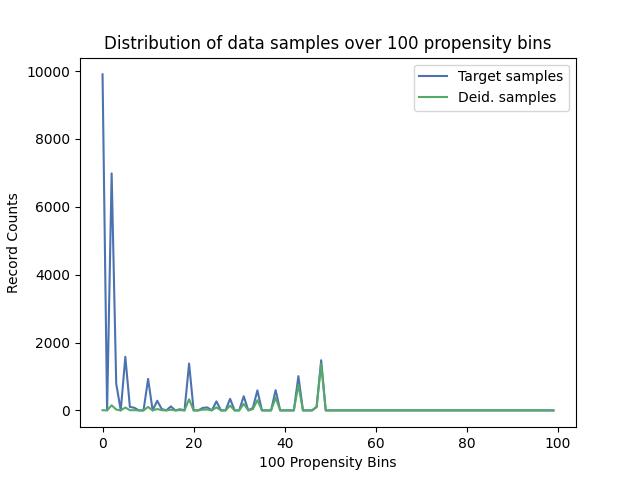 Distribution of data samples over 100 propensity bins
Target samples
Deid. samples
Record Counts
10000
8000
6000
4000
2000
0
0 20 40 60 80 100
100 Propensity Bins